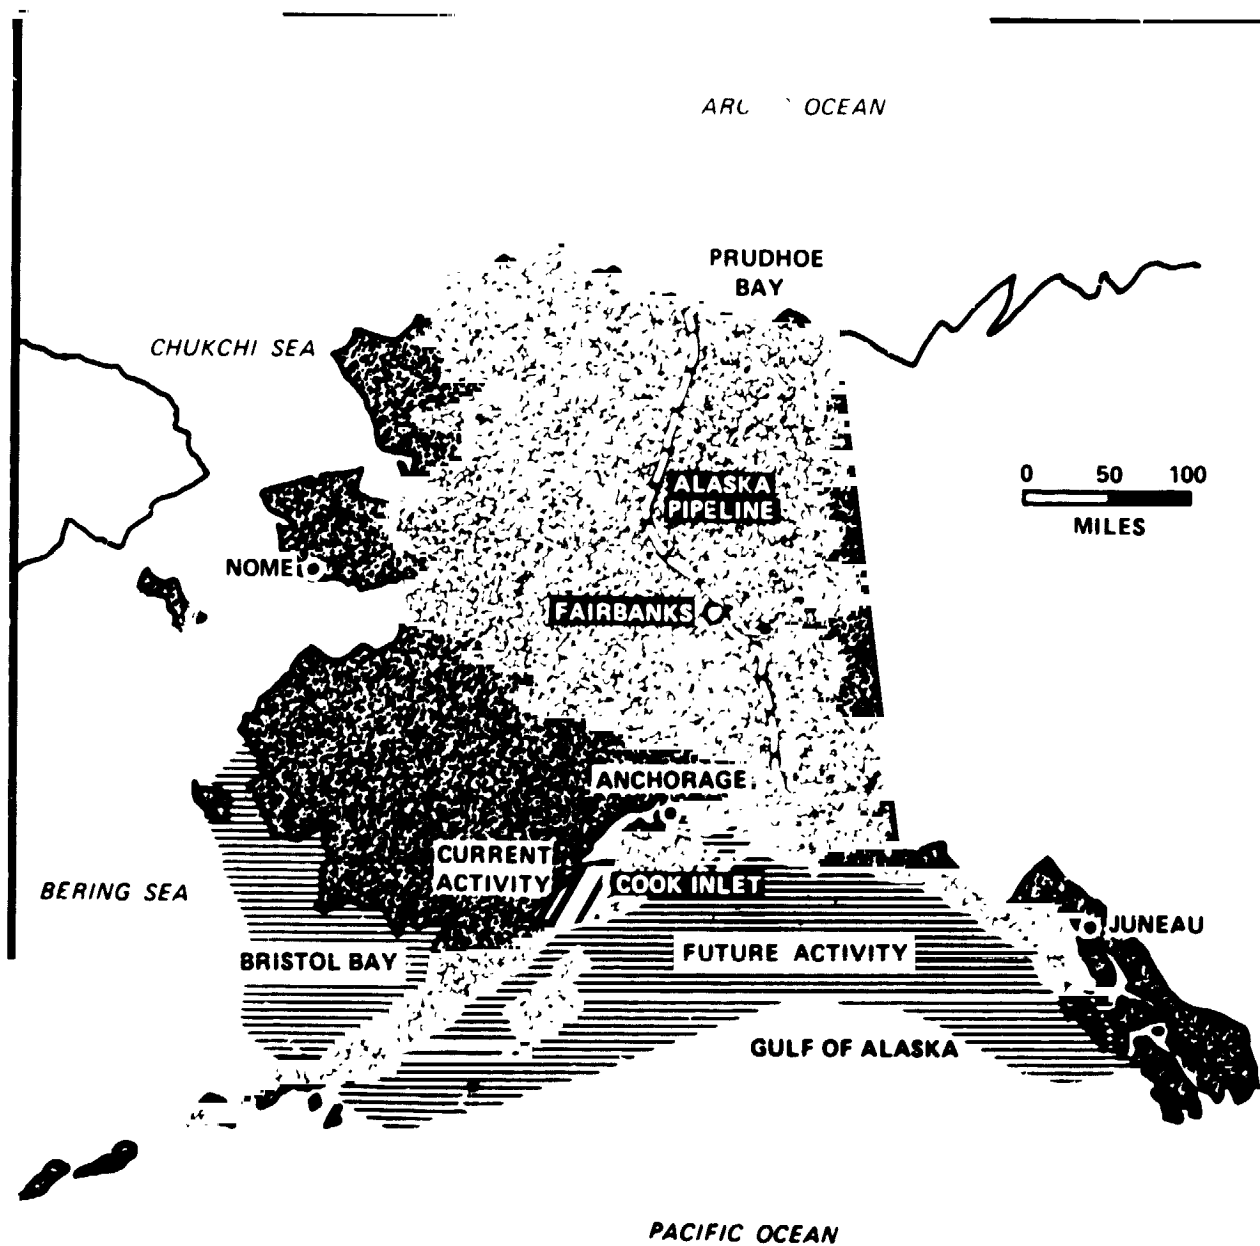 OCEAN
PRUDHOE
BAY
CHUKCHI SEA
0 50 100
MILES
ALASKA
PIPELINE
NOME
FAIRBANKS
ANCHORAGE
CURRENT
ACTIVITY
COOK INLET
BERING SEA
JUNEAU
FUTURE ACTIVITY
BRISTOL BAY
GULF OF ALASKA
PACIFIC OCEAN